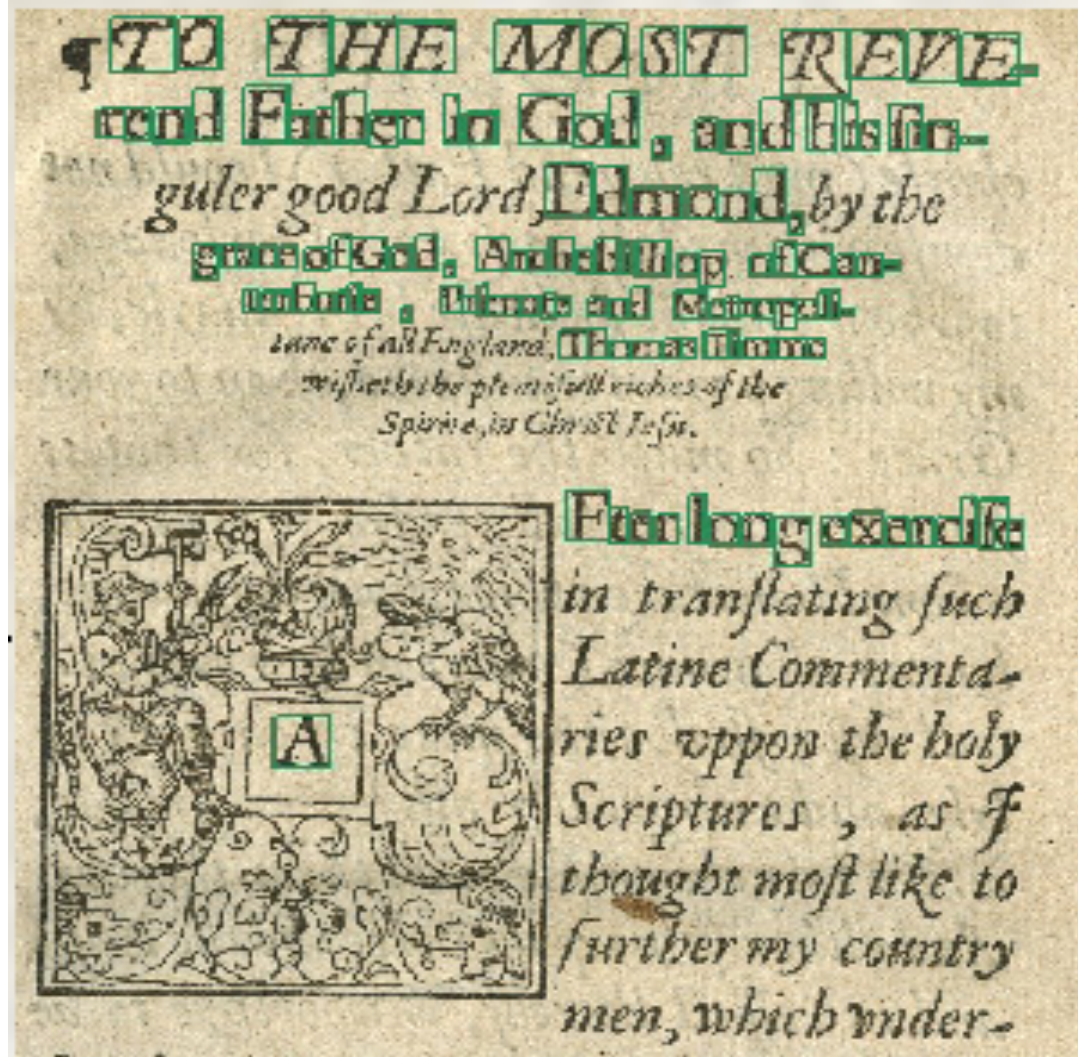 ¶TO THE MOST REVE-
rend Father in God, and his ſin-
guler good Lord, Edmond, by the
grace of God, Archebiſhop of Can-
terburie, Primate and Metropoli-
tane of all England, Thomas Timme
wiſheth the plentifull riches of the
Spirite, in Chriſt Ieſu.
A
Fter long exerciſe
in tranſlating ſuch
Latine Commenta-
ries vppon the holy
Scriptures, as I
thought moſt like to
further my country
men, which vnder-